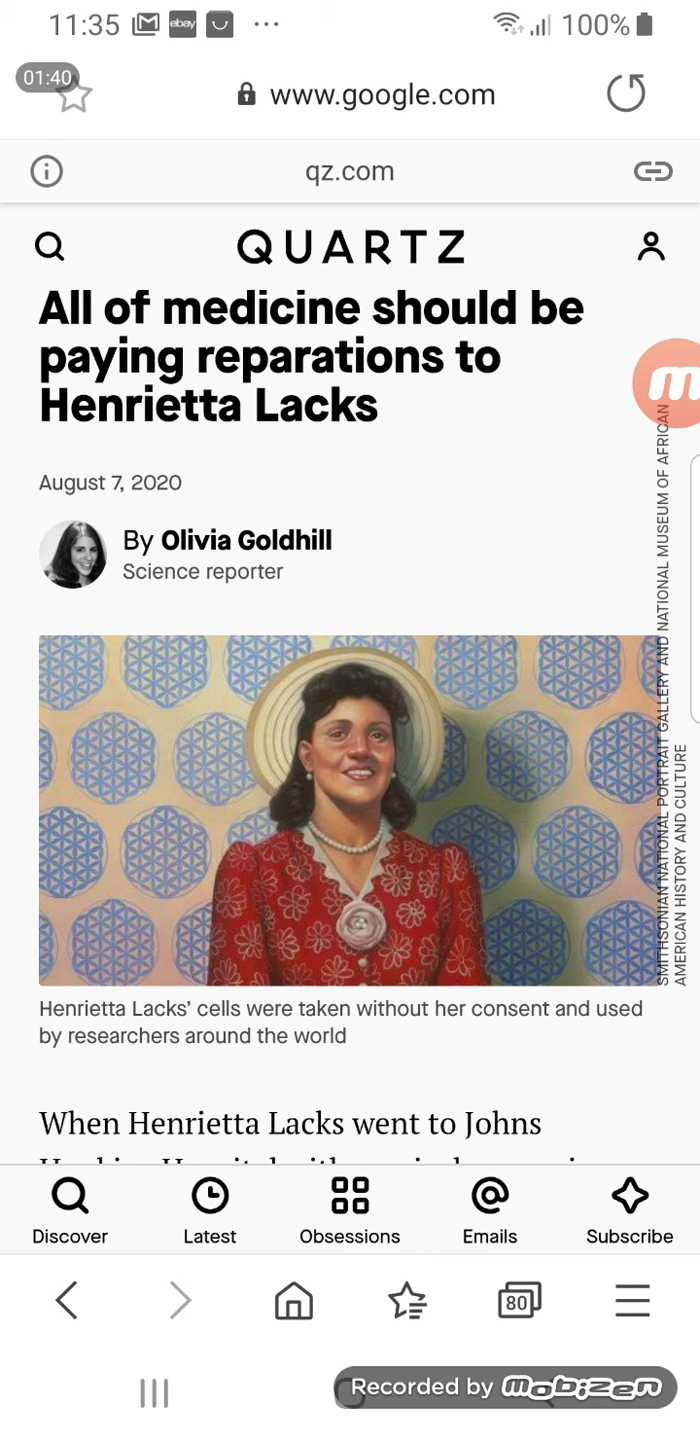 11:35
ebay
100%
01:40
www.google.com
qz.com
QUARTZ
All of medicine should be
paying reparations to
Henrietta Lacks
m
August 7, 2020
By Olivia Goldhill
Science reporter
SMITHSONIAN NATIONAL PORTRAIT GALLERY AND NATIONAL MUSEUM OF AFRICAN
AMERICAN HISTORY AND CULTURE
Henrietta Lacks’ cells were taken without her consent and used
by researchers around the world
When Henrietta Lacks went to Johns
Discover
Latest
Obsessions
Emails
Subscribe
80
Recorded by mobizen